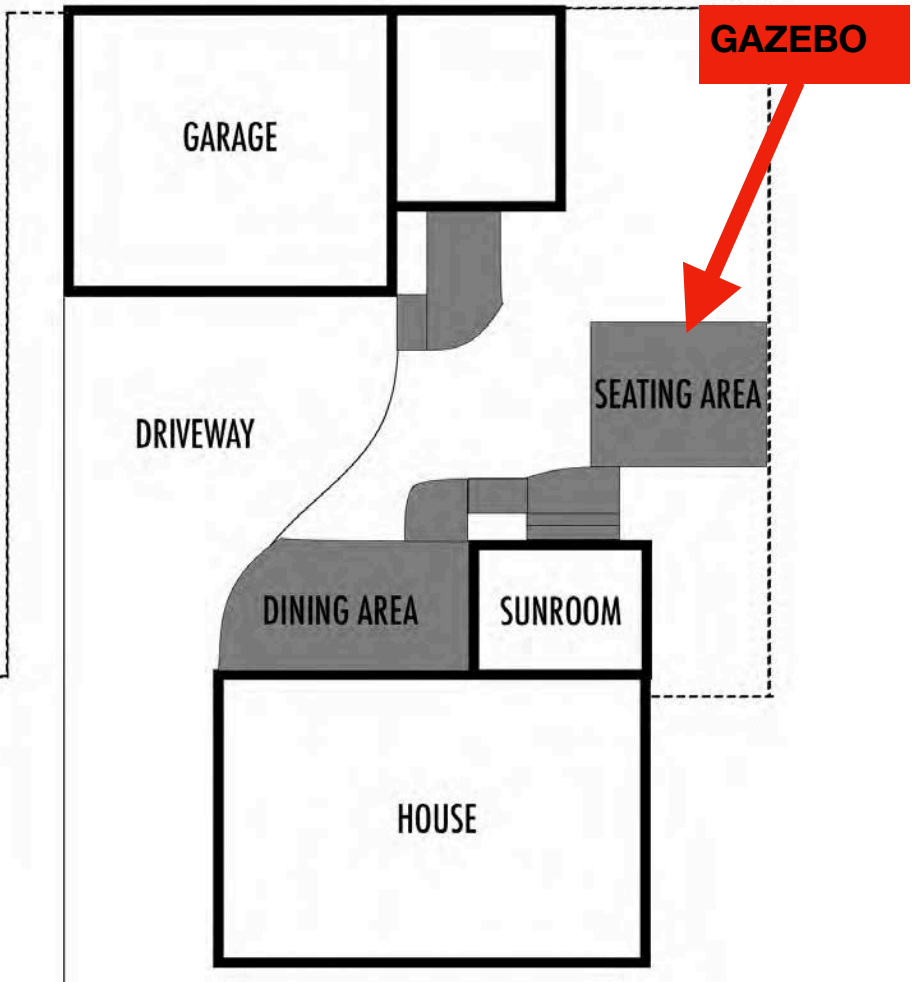 GAZEBO
GARAGE
SEATING AREA
DRIVEWAY
DINING AREA
SUNROOM
HOUSE